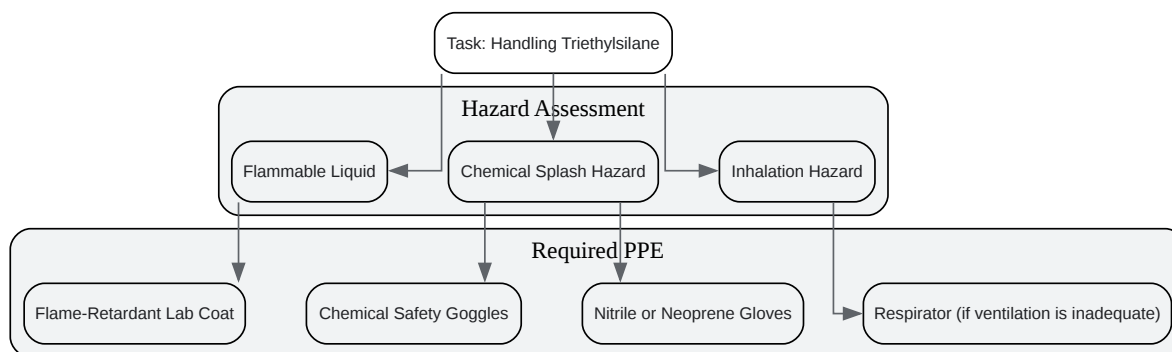 Task: Handling Triethylsilane
Hazard Assessment
Flammable Liquid
Chemical Splash Hazard
Inhalation Hazard
Required PPE
Flame-Retardant Lab Coat
Chemical Safety Goggles
Nitrile or Neoprene Gloves
Respirator (if ventilation is inadequate)